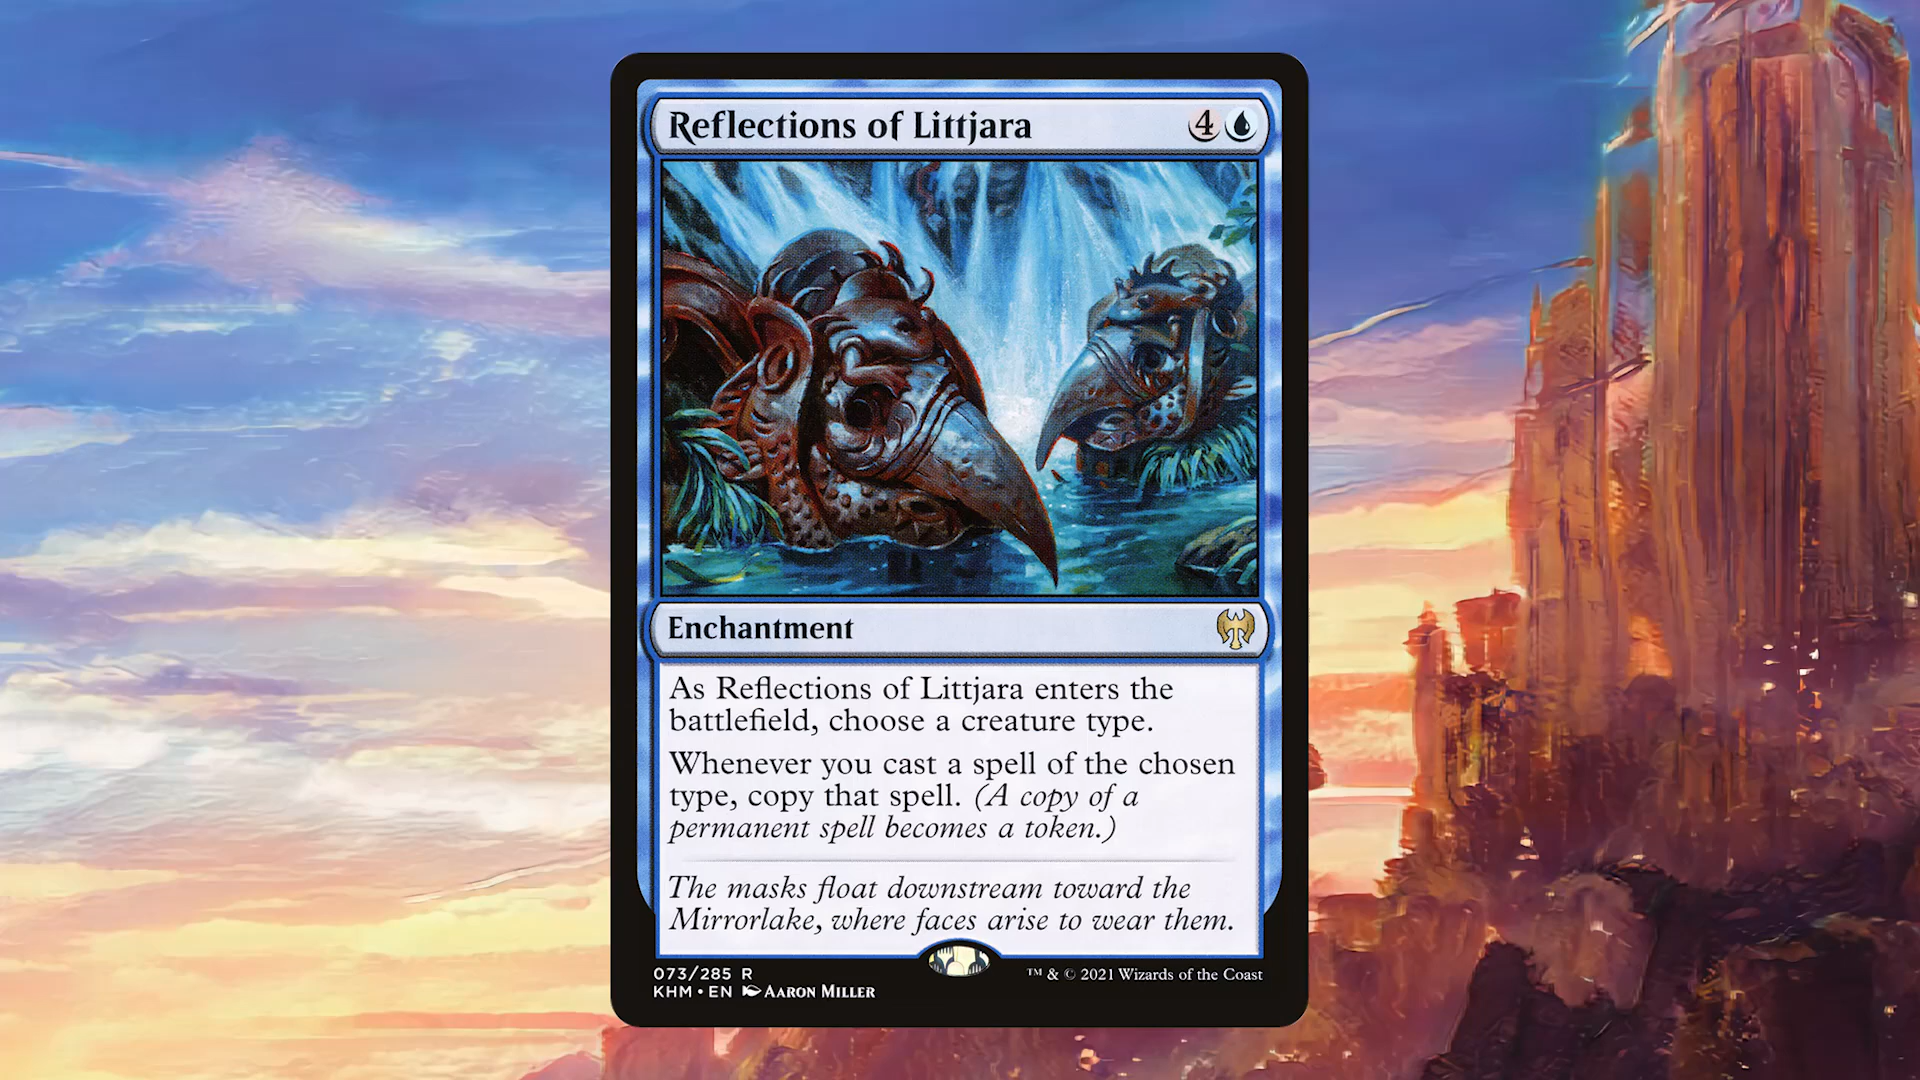 Reflections of Littjara 4
Enchantment
As Reflections of Littjara enters the
battlefield, choose a creature type.
Whenever you cast a spell of the chosen
type, copy that spell. (A copy of a
permanent spell becomes a token.)
The masks float downstream toward the
Mirrorlake, where faces arise to wear them.
073/285 R
KHM • EN AARON MILLER
™ & © 2021 Wizards of the Coast